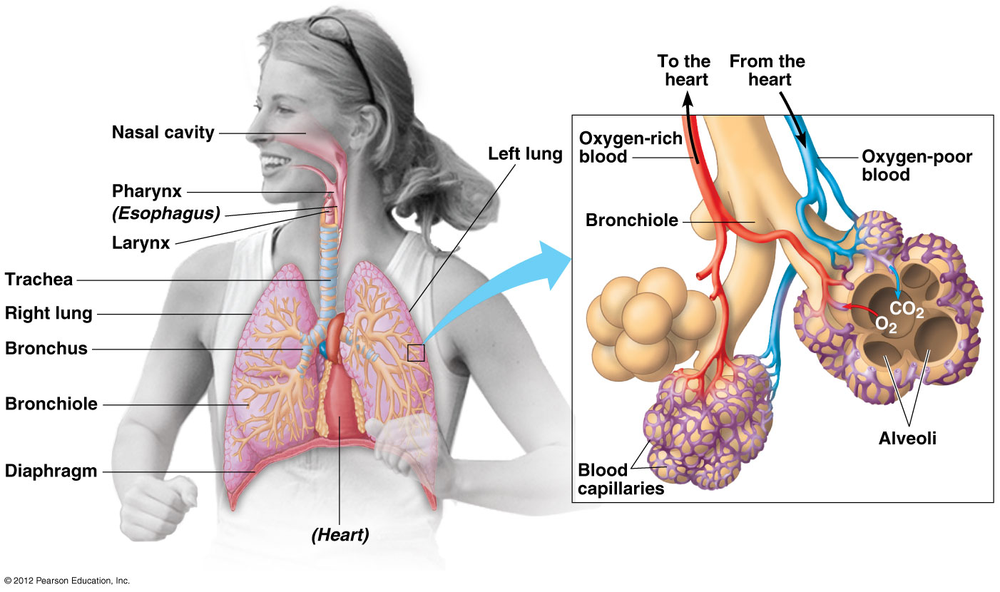 Nasal cavity
Pharynx
(Esophagus)
Larynx
Trachea
Right lung
Bronchus
Bronchiole
Diaphragm
(Heart)
Left lung
To the
heart
From the
heart
Oxygen-rich
blood
Oxygen-poor
blood
Bronchiole
CO₂
O₂
Alveoli
Blood
capillaries
© 2012 Pearson Education, Inc.